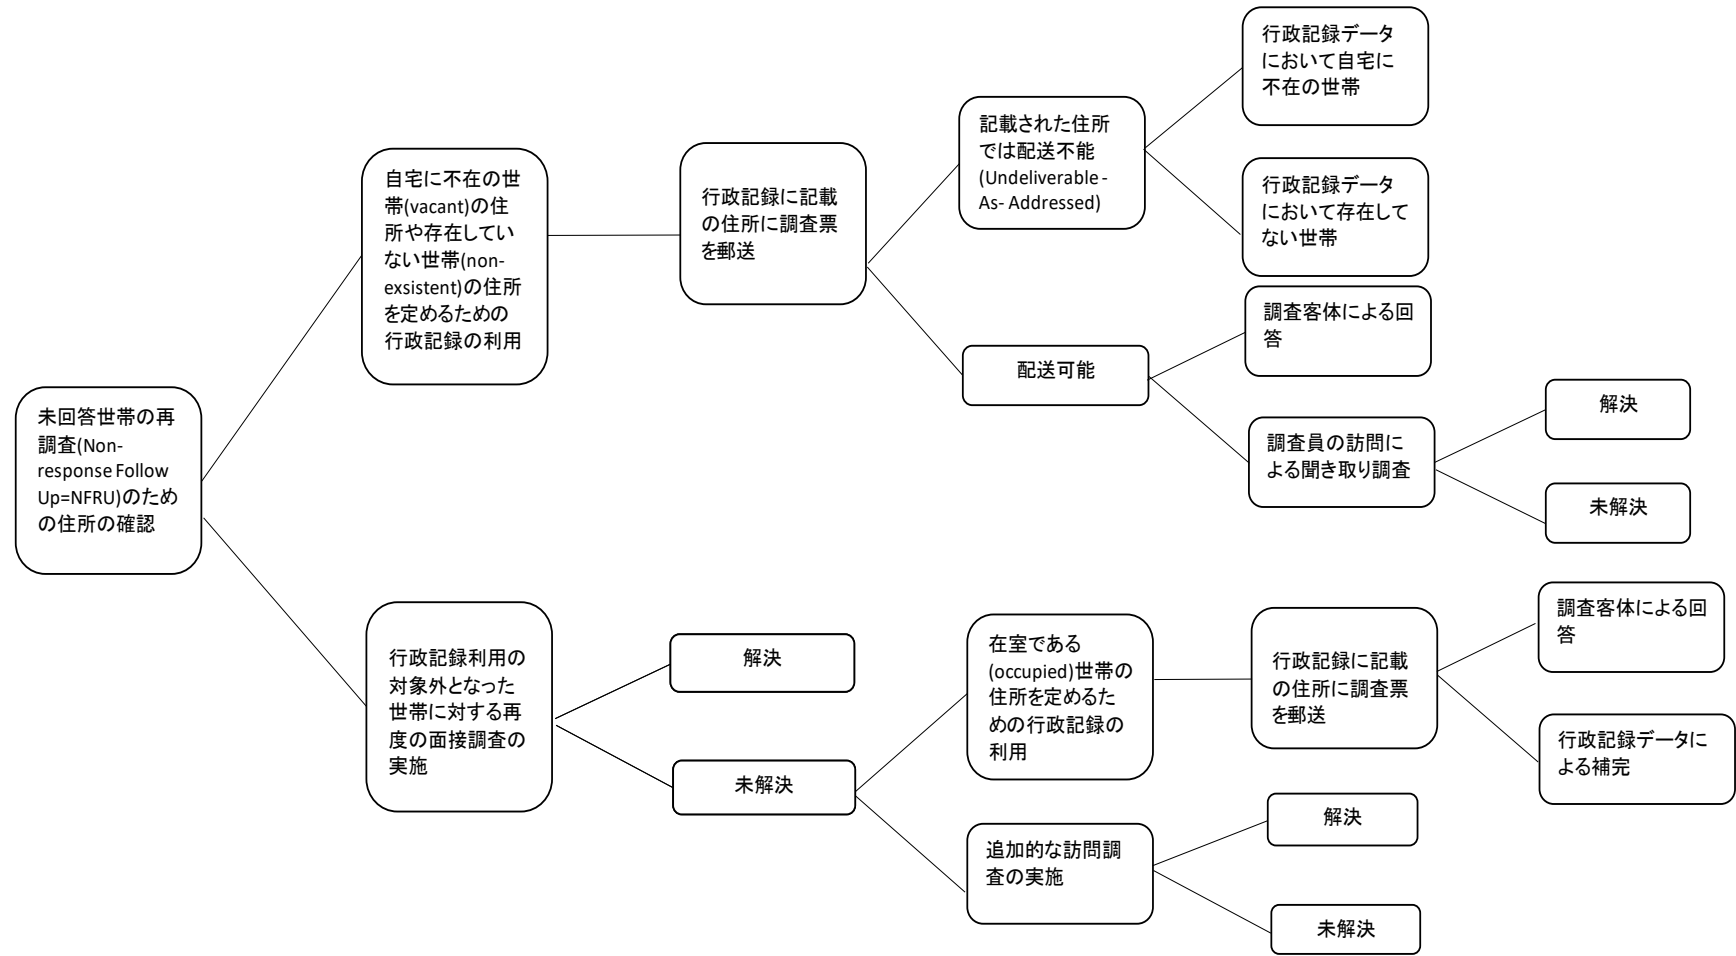 未回答世帯の再
調査(Non-
response Follow
Up=NFRU)のため
の住所の確認
自宅に不在の世
帯(vacant)の住
所や存在してい
ない世帯(non-
exsistent)の住所
を定めるための
行政記録の利用
行政記録に記載
の住所に調査票
を郵送
記載された住所
では配送不能
(Undeliverable-
As- Addressed)
行政記録データ
において自宅に
不在の世帯
行政記録データ
において存在して
ない世帯
配送可能
調査客体による回
答
調査員の訪問に
よる聞き取り調査
解決
未解決
行政記録利用の
対象外となった
世帯に対する再
度の面接調査の
実施
解決
未解決
在室である
(occupied)世帯の
住所を定めるた
めの行政記録の
利用
行政記録に記載
の住所に調査票
を郵送
調査客体による回
答
行政記録データに
よる補完
追加的な訪問調
査の実施
解決
未解決